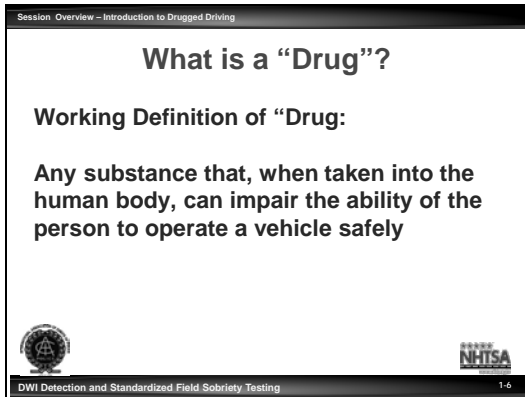 Session Overview – Introduction to Drugged Driving
What is a “Drug”?
Working Definition of “Drug:
Any substance that, when taken into the
human body, can impair the ability of the
person to operate a vehicle safely
NHTSA
DWI Detection and Standardized Field Sobriety Testing
1-6